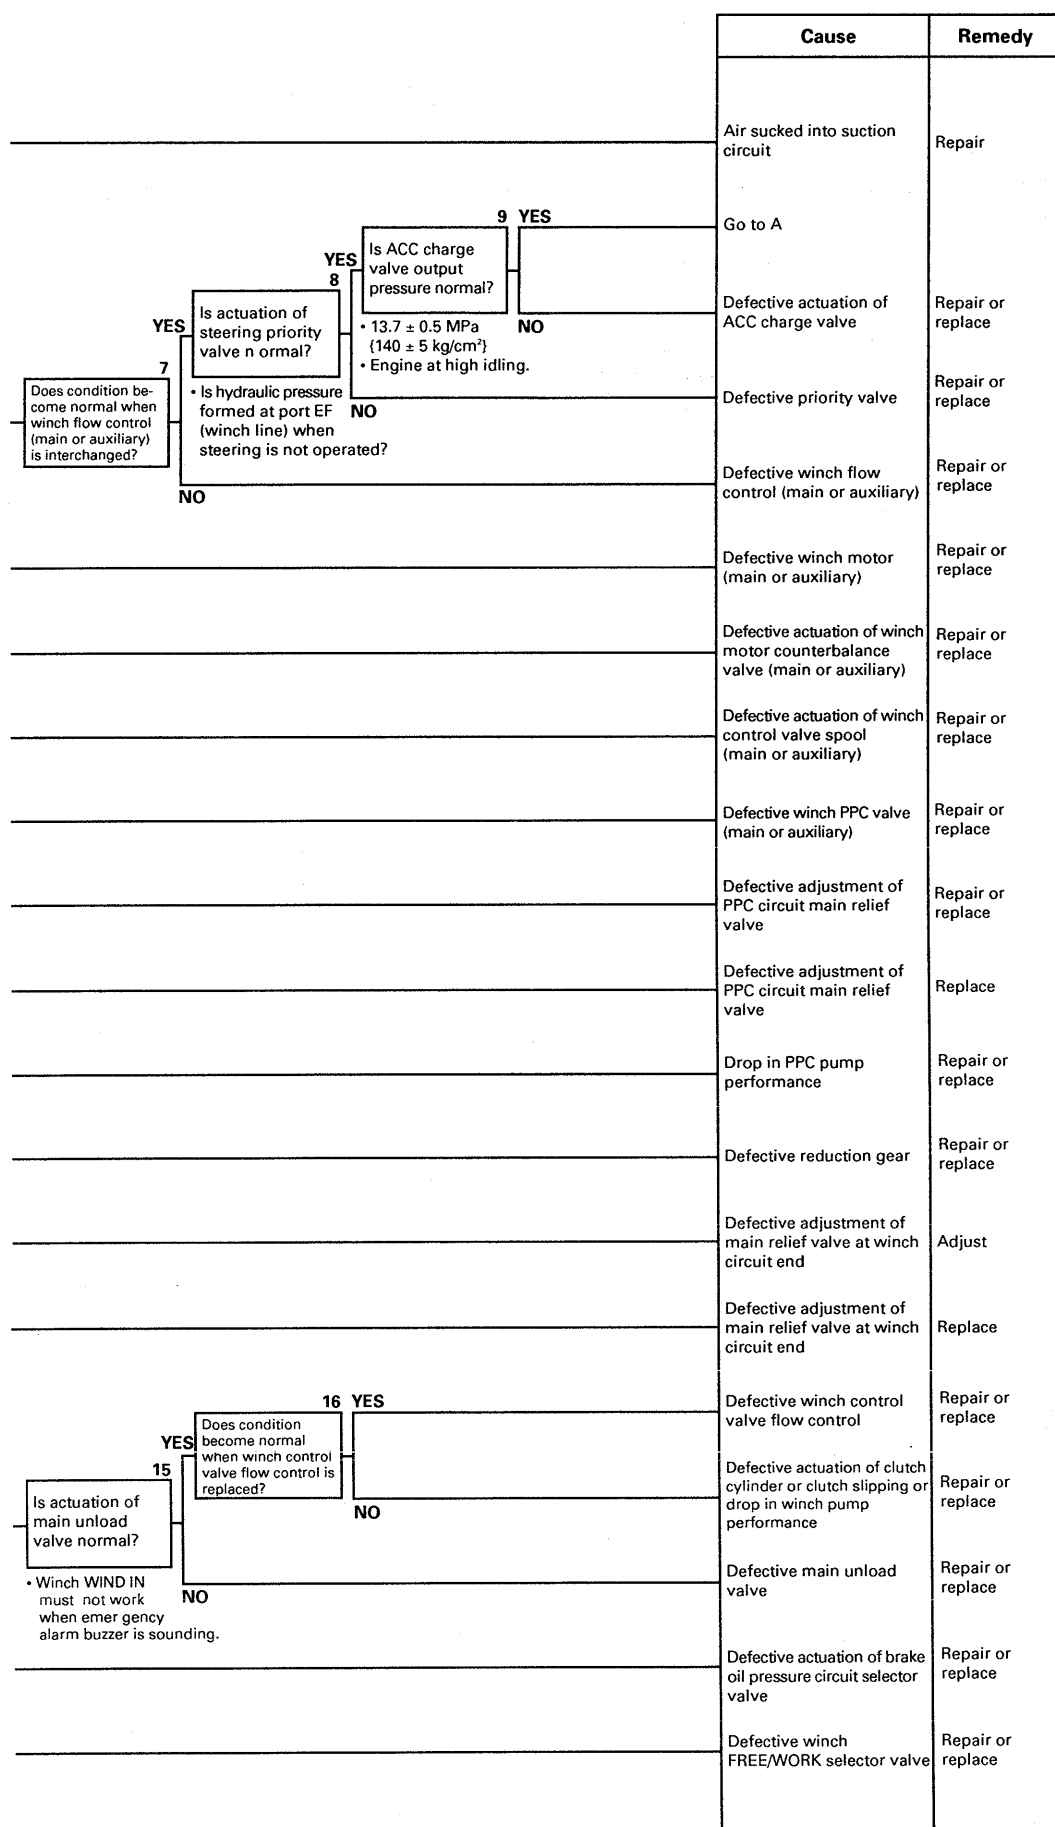 Cause Remedy
Air sucked into suction
circuit
Repair
9 YES
Go to A
Is ACC charge
valve output
pressure normal?
YES
8
Is actuation of
steering priority
valve n ormal?
YES
7
• 13.7 ± 0.5 MPa
{140 ± 5 kg/cm²}
• Engine at high idling.
NO
Defective actuation of
ACC charge valve
Repair or
replace
Does condition be-
come normal when
winch flow control
(main or auxiliary)
is interchanged?
• Is hydraulic pressure
formed at port EF
(winch line) when
steering is not operated?
NO
Defective priority valve
Repair or
replace
NO
Defective winch flow
control (main or auxiliary)
Repair or
replace
Defective winch motor
(main or auxiliary)
Repair or
replace
Defective actuation of winch
motor counterbalance
valve (main or auxiliary)
Repair or
replace
Defective actuation of winch
control valve spool
(main or auxiliary)
Repair or
replace
Defective winch PPC valve
(main or auxiliary)
Repair or
replace
Defective adjustment of
PPC circuit main relief
valve
Repair or
replace
Defective adjustment of
PPC circuit main relief
valve
Replace
Drop in PPC pump
performance
Repair or
replace
Defective reduction gear
Repair or
replace
Defective adjustment of
main relief valve at winch
circuit end
Adjust
Defective adjustment of
main relief valve at winch
circuit end
Replace
16 YES
Defective winch control
valve flow control
Repair or
replace
Does condition
become normal
when winch control
valve flow control is
replaced?
YES
15
NO
Defective actuation of clutch
cylinder or clutch slipping or
drop in winch pump
performance
Repair or
replace
Is actuation of
main unload
valve normal?
• Winch WIND IN
must not work
when emer gency
alarm buzzer is sounding.
NO
Defective main unload
valve
Repair or
replace
Defective actuation of brake
oil pressure circuit selector
valve
Repair or
replace
Defective winch
FREE/WORK selector valve
Repair or
replace